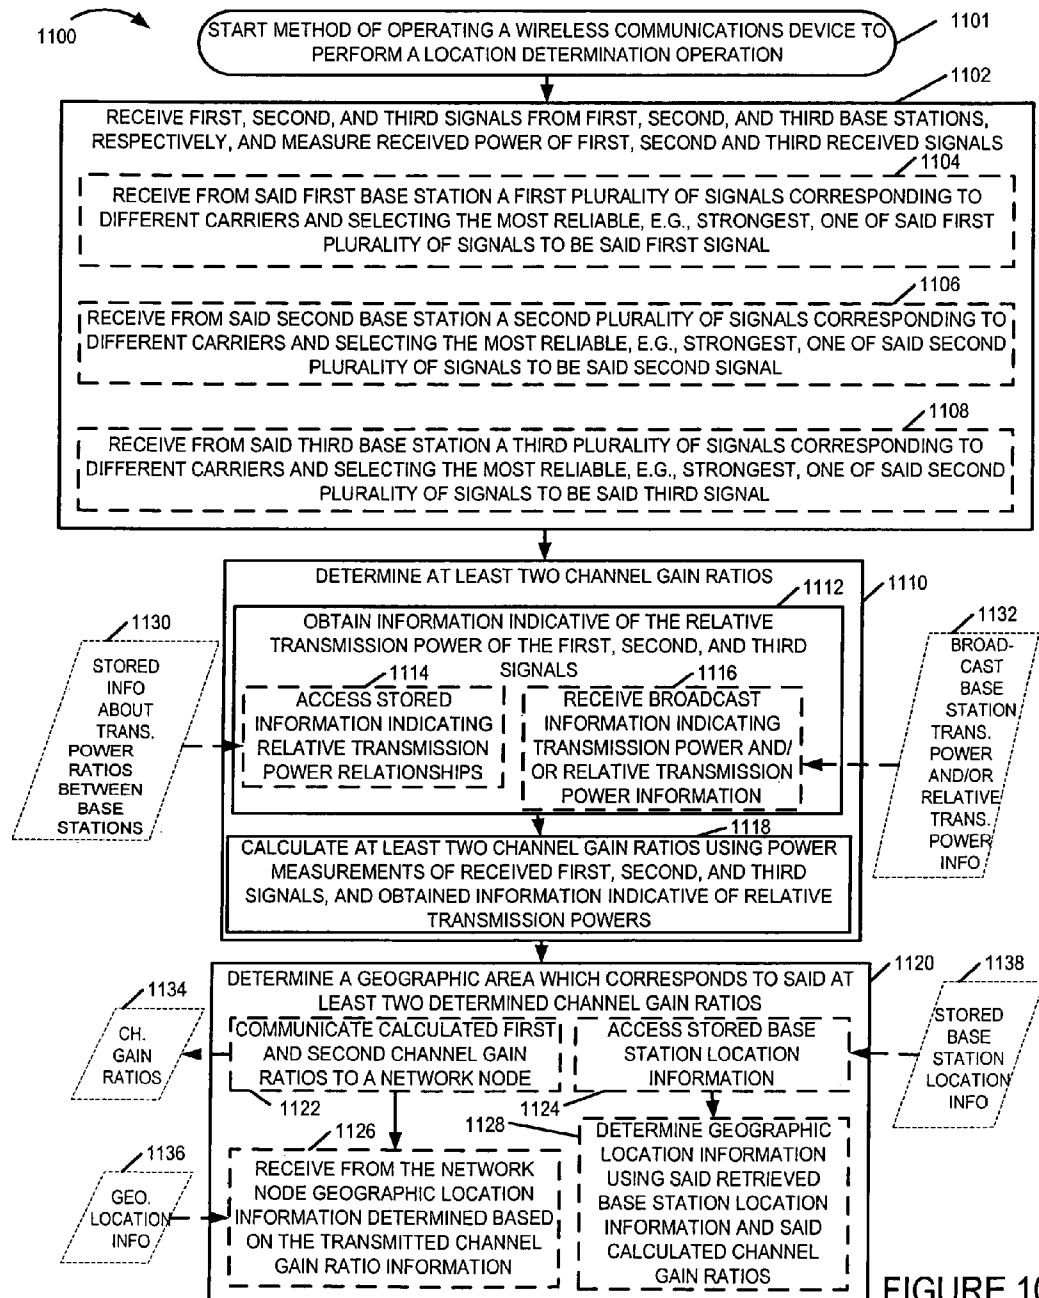 1100
START METHOD OF OPERATING A WIRELESS COMMUNICATIONS DEVICE TO
PERFORM A LOCATION DETERMINATION OPERATION
1101
1102
RECEIVE FIRST, SECOND, AND THIRD SIGNALS FROM FIRST, SECOND, AND THIRD BASE STATIONS,
RESPECTIVELY, AND MEASURE RECEIVED POWER OF FIRST, SECOND AND THIRD RECEIVED SIGNALS
1104
RECEIVE FROM SAID FIRST BASE STATION A FIRST PLURALITY OF SIGNALS CORRESPONDING TO
DIFFERENT CARRIERS AND SELECTING THE MOST RELIABLE, E.G., STRONGEST, ONE OF SAID FIRST
PLURALITY OF SIGNALS TO BE SAID FIRST SIGNAL
1106
RECEIVE FROM SAID SECOND BASE STATION A SECOND PLURALITY OF SIGNALS CORRESPONDING TO
DIFFERENT CARRIERS AND SELECTING THE MOST RELIABLE, E.G., STRONGEST, ONE OF SAID SECOND
PLURALITY OF SIGNALS TO BE SAID SECOND SIGNAL
1108
RECEIVE FROM SAID THIRD BASE STATION A THIRD PLURALITY OF SIGNALS CORRESPONDING TO
DIFFERENT CARRIERS AND SELECTING THE MOST RELIABLE, E.G., STRONGEST, ONE OF SAID SECOND
PLURALITY OF SIGNALS TO BE SAID THIRD SIGNAL
DETERMINE AT LEAST TWO CHANNEL GAIN RATIOS
1110
1112
OBTAIN INFORMATION INDICATIVE OF THE RELATIVE
TRANSMISSION POWER OF THE FIRST, SECOND, AND THIRD
SIGNALS
1130
STORED
INFO
ABOUT
TRANS.
POWER
RATIOS
BETWEEN
BASE
STATIONS
1114
ACCESS STORED
INFORMATION INDICATING
RELATIVE TRANSMISSION
POWER RELATIONSHIPS
1116
RECEIVE BROADCAST
INFORMATION INDICATING
TRANSMISSION POWER AND/
OR RELATIVE TRANSMISSION
POWER INFORMATION
1132
BROAD-
CAST
BASE
STATION
TRANS.
POWER
AND/OR
RELATIVE
TRANS.
POWER
INFO
1118
CALCULATE AT LEAST TWO CHANNEL GAIN RATIOS USING POWER
MEASUREMENTS OF RECEIVED FIRST, SECOND, AND THIRD
SIGNALS, AND OBTAINED INFORMATION INDICATIVE OF RELATIVE
TRANSMISSION POWERS
1120
DETERMINE A GEOGRAPHIC AREA WHICH CORRESPONDS TO SAID AT
LEAST TWO DETERMINED CHANNEL GAIN RATIOS
1134
CH.
GAIN
RATIOS
COMMUNICATE CALCULATED FIRST
AND SECOND CHANNEL GAIN
RATIOS TO A NETWORK NODE
1122
ACCESS STORED BASE
STATION LOCATION
INFORMATION
1124
1138
STORED
BASE
STATION
LOCATION
INFO
1136
GEO.
LOCATION
INFO
1126
RECEIVE FROM THE NETWORK
NODE GEOGRAPHIC LOCATION
INFORMATION DETERMINED BASED
ON THE TRANSMITTED CHANNEL
GAIN RATIO INFORMATION
1128
DETERMINE GEOGRAPHIC
LOCATION INFORMATION
USING SAID RETRIEVED
BASE STATION LOCATION
INFORMATION AND SAID
CALCULATED CHANNEL
GAIN RATIOS
FIGURE 10